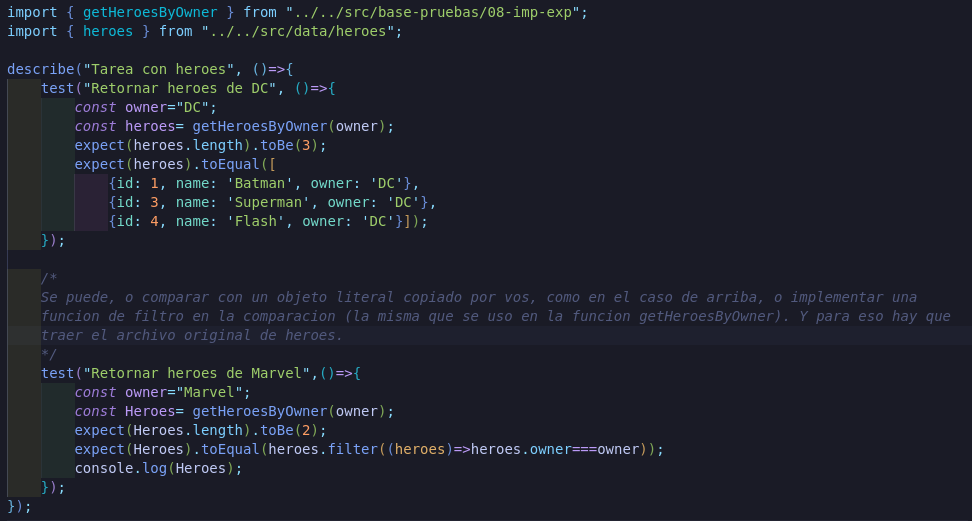 import { getHeroesByOwner } from "../../src/base-pruebas/08-imp-exp";
import { heroes } from "../../src/data/heroes";
describe("Tarea con heroes", ()=>{
test("Retornar heroes de DC", ()=>{
const owner="DC";
const heroes= getHeroesByOwner(owner);
expect(heroes.length).toBe(3);
expect(heroes).toEqual([
{id: 1, name: 'Batman', owner: 'DC'},
{id: 3, name: 'Superman', owner: 'DC'},
{id: 4, name: 'Flash', owner: 'DC'}]);
});
/*
Se puede, o comparar con un objeto literal copiado por vos, como en el caso de arriba, o implementar una
funcion de filtro en la comparacion (la misma que se uso en la funcion getHeroesByOwner). Y para eso hay que
traer el archivo original de heroes.
*/
test("Retornar heroes de Marvel",()=>{
const owner="Marvel";
const Heroes= getHeroesByOwner(owner);
expect(Heroes.length).toBe(2);
expect(Heroes).toEqual(heroes.filter((heroes)=>heroes.owner===owner));
console.log(Heroes);
});
});